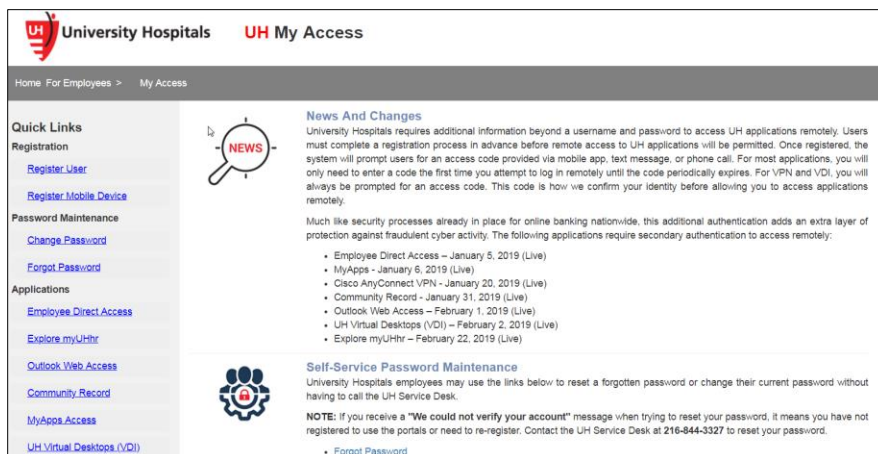 UH University Hospitals UH My Access
Home For Employees > My Access
Quick Links
Registration
Register User
Register Mobile Device
Password Maintenance
Change Password
Forgot Password
Applications
Employee Direct Access
Explore myUHhr
Outlook Web Access
Community Record
MyApps Access
UH Virtual Desktops (VDI)
NEWS
News And Changes
University Hospitals requires additional information beyond a username and password to access UH applications remotely. Users
must complete a registration process in advance before remote access to UH applications will be permitted. Once registered, the
system will prompt users for an access code provided via mobile app, text message, or phone call. For most applications, you will
only need to enter a code the first time you attempt to log in remotely until the code periodically expires. For VPN and VDI, you will
always be prompted for an access code. This code is how we confirm your identity before allowing you to access applications
remotely.
Much like security processes already in place for online banking nationwide, this additional authentication adds an extra layer of
protection against fraudulent cyber activity. The following applications require secondary authentication to access remotely:
• Employee Direct Access – January 5, 2019 (Live)
• MyApps - January 6, 2019 (Live)
• Cisco AnyConnect VPN - January 20, 2019 (Live)
• Community Record - January 31, 2019 (Live)
• Outlook Web Access – February 1, 2019 (Live)
• UH Virtual Desktops (VDI) – February 2, 2019 (Live)
• Explore myUHhr – February 22, 2019 (Live)
Self-Service Password Maintenance
University Hospitals employees may use the links below to reset a forgotten password or change their current password without
having to call the UH Service Desk.
NOTE: If you receive a "We could not verify your account" message when trying to reset your password, it means you have not
registered to use the portals or need to re-register. Contact the UH Service Desk at 216-844-3327 to reset your password.
• Forgot Password